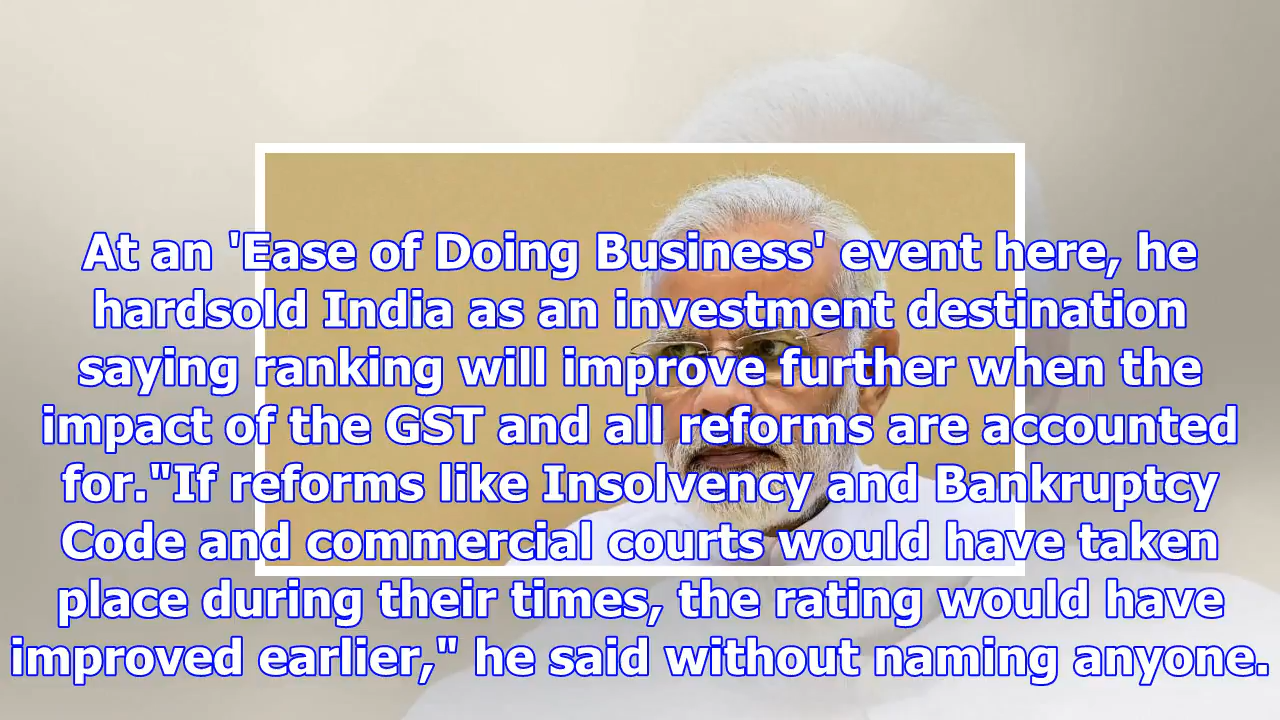 At an 'Ease of Doing Business' event here, he
hardsold India as an investment destination
saying ranking will improve further when the
impact of the GST and all reforms are accounted
for."If reforms like Insolvency and Bankruptcy
Code and commercial courts would have taken
place during their times, the rating would have
improved earlier," he said without naming anyone.